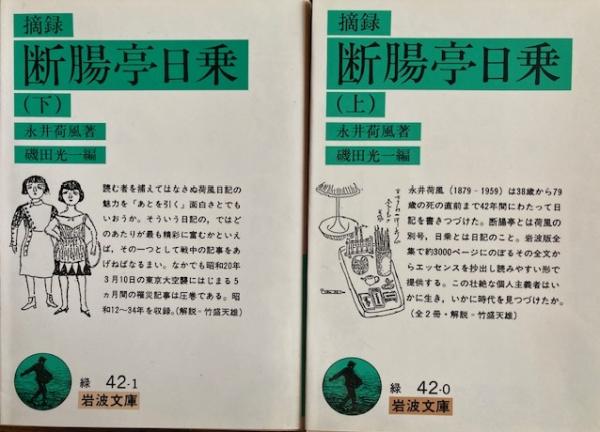 摘録
断腸亭日乗
(下)
永井荷風著
磯田光一編
読む者を捕えてはなさぬ荷風日記の
魅力を「あとを引く」面白さとでも
いおうか。そういう日記の,ではど
のあたりが最も精彩に富むかといえ
ば,その一つとして戦中の記事をあ
げねばなるまい。なかでも昭和20年
3月10日の東京大空襲にはじまる5
ヵ月間の罹災記事は圧巻である。昭
和12〜34年を収録。(解説=竹盛天雄)
緑 42-1
岩波文庫
摘録
断腸亭日乗
(上)
永井荷風著
磯田光一編
永井荷風(1879‐1959)は38歳から79
歳の死の直前まで42年間にわたって日
記を書きつづけた。断腸亭とは荷風の
別号,日乗とは日記のこと。岩波版全
集で約3000ページにのぼるその全文か
らエッセンスを抄出し読みやすい形で
提供する。この壮絶な個人主義者はい
かに生き,いかに時代を見つづけたか。
(全2冊・解説=竹盛天雄)
緑 42-0
岩波文庫